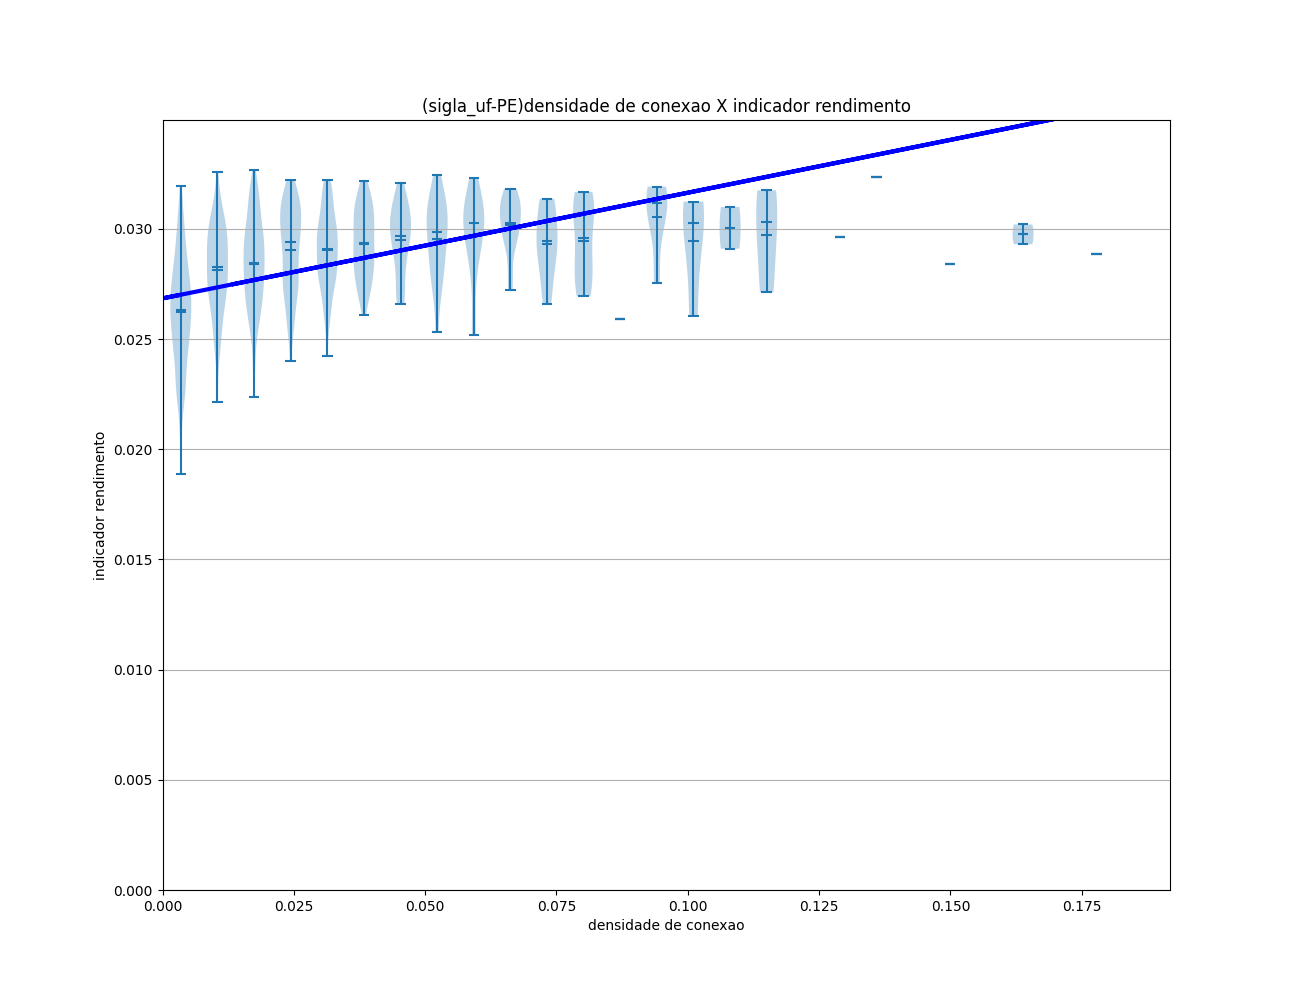 (sigla_uf-PE)densidade de conexao X indicador rendimento
0.030
0.025
0.020
0.015
0.010
0.005
0.000
indicador rendimento
0.000 0.025 0.050 0.075 0.100 0.125 0.150 0.175
densidade de conexao